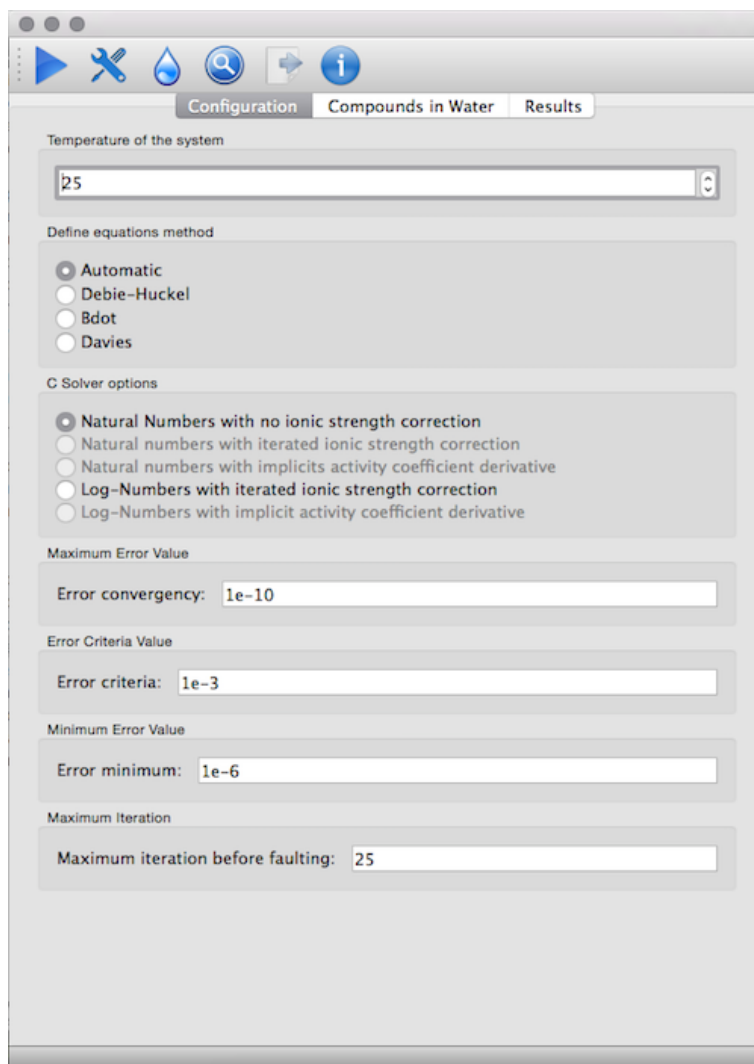 Configuration Compounds in Water Results
Temperature of the system
25
Define equations method
Automatic
Debie-Huckel
Bdot
Davies
C Solver options
Natural Numbers with no ionic strength correction
Natural numbers with iterated ionic strength correction
Natural numbers with implicits activity coefficient derivative
Log-Numbers with iterated ionic strength correction
Log-Numbers with implicit activity coefficient derivative
Maximum Error Value
Error convergency: 1e-10
Error Criteria Value
Error criteria: 1e-3
Minimum Error Value
Error minimum: 1e-6
Maximum Iteration
Maximum iteration before faulting: 25